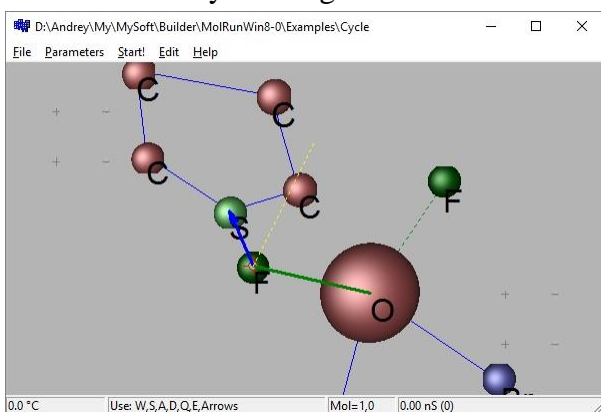 D:\Andrey\My\MySoft\Builder\MolRunWin8-0\Examples\Cycle
File Parameters Start! Edit Help
C
C
C
F
C
S
F
O
0.0 °C Use: W,S,A,D,Q,E,Arrows Mol=1,0 0.00 nS (0)